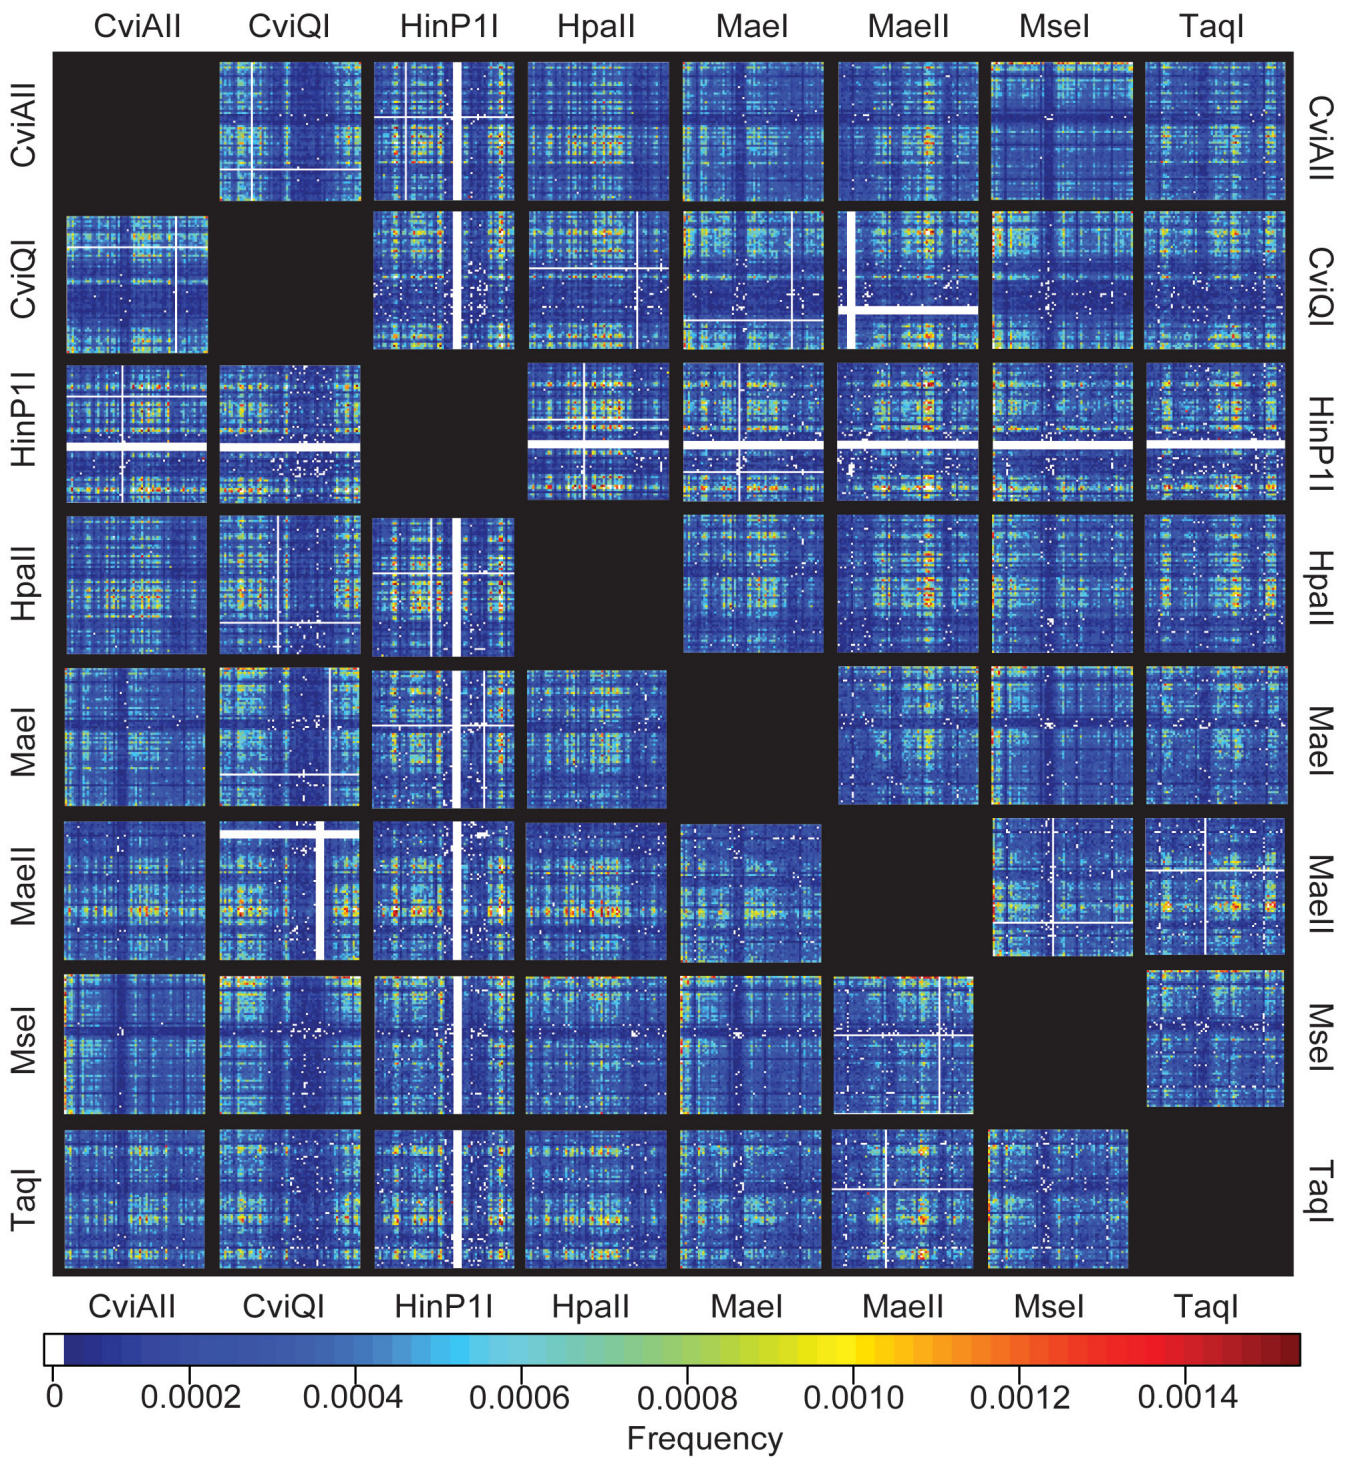 CviAII CviQI HinP1I HpaII MaeI MaeII MseI TaqI
CviAII CviAII
CviQI CviQI
HinP1I HinP1I
HpaII HpaII
MaeI MaeI
MaeII MaeII
MseI MseI
TaqI TaqI
CviAII CviQI HinP1I HpaII MaeI MaeII MseI TaqI
0 0.0002 0.0004 0.0006 0.0008 0.0010 0.0012 0.0014
Frequency